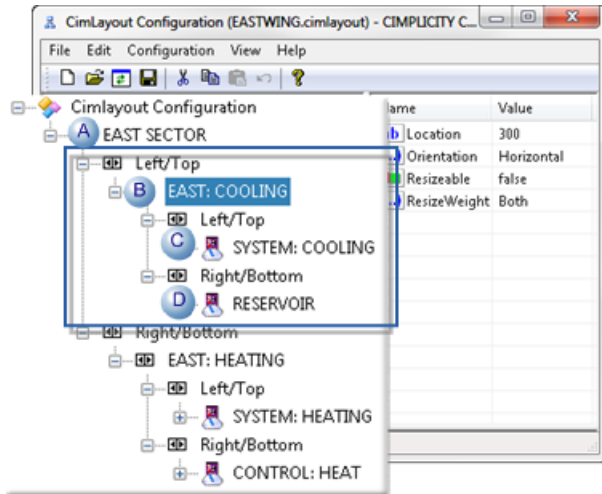 CimLayout Configuration (EASTWING.cimlayout) - CIMPLICITY C...
File Edit Configuration View Help
Cimlayout Configuration
ame Value
A EAST SECTOR
b Location 300
Left/Top
Orientation Horizontal
B EAST: COOLING
Resizeable false
ResizeWeight Both
Left/Top
C SYSTEM: COOLING
Right/Bottom
D RESERVOIR
Right/Bottom
EAST: HEATING
Left/Top
SYSTEM: HEATING
Right/Bottom
CONTROL: HEAT